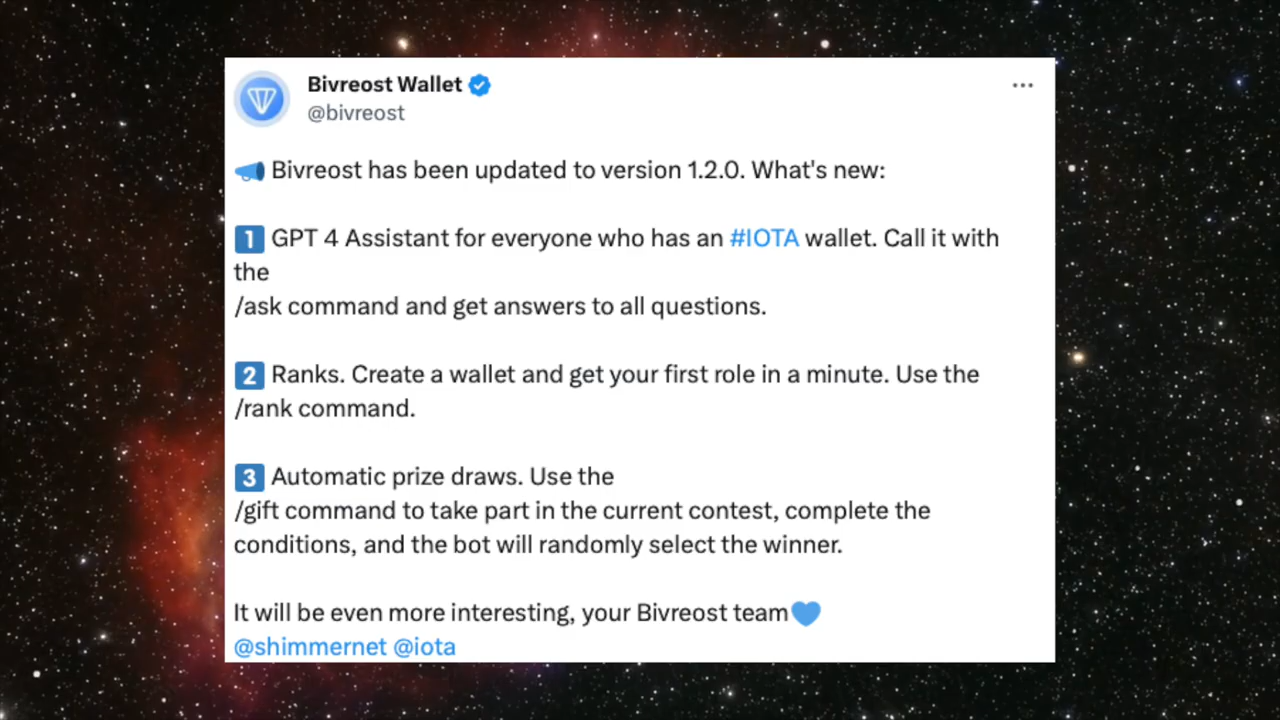 Bivreost Wallet
@bivreost
📣 Bivreost has been updated to version 1.2.0. What's new:
1️⃣ GPT 4 Assistant for everyone who has an #IOTA wallet. Call it with
the
/ask command and get answers to all questions.
2️⃣ Ranks. Create a wallet and get your first role in a minute. Use the
/rank command.
3️⃣ Automatic prize draws. Use the
/gift command to take part in the current contest, complete the
conditions, and the bot will randomly select the winner.
It will be even more interesting, your Bivreost team💙
@shimmernet @iota